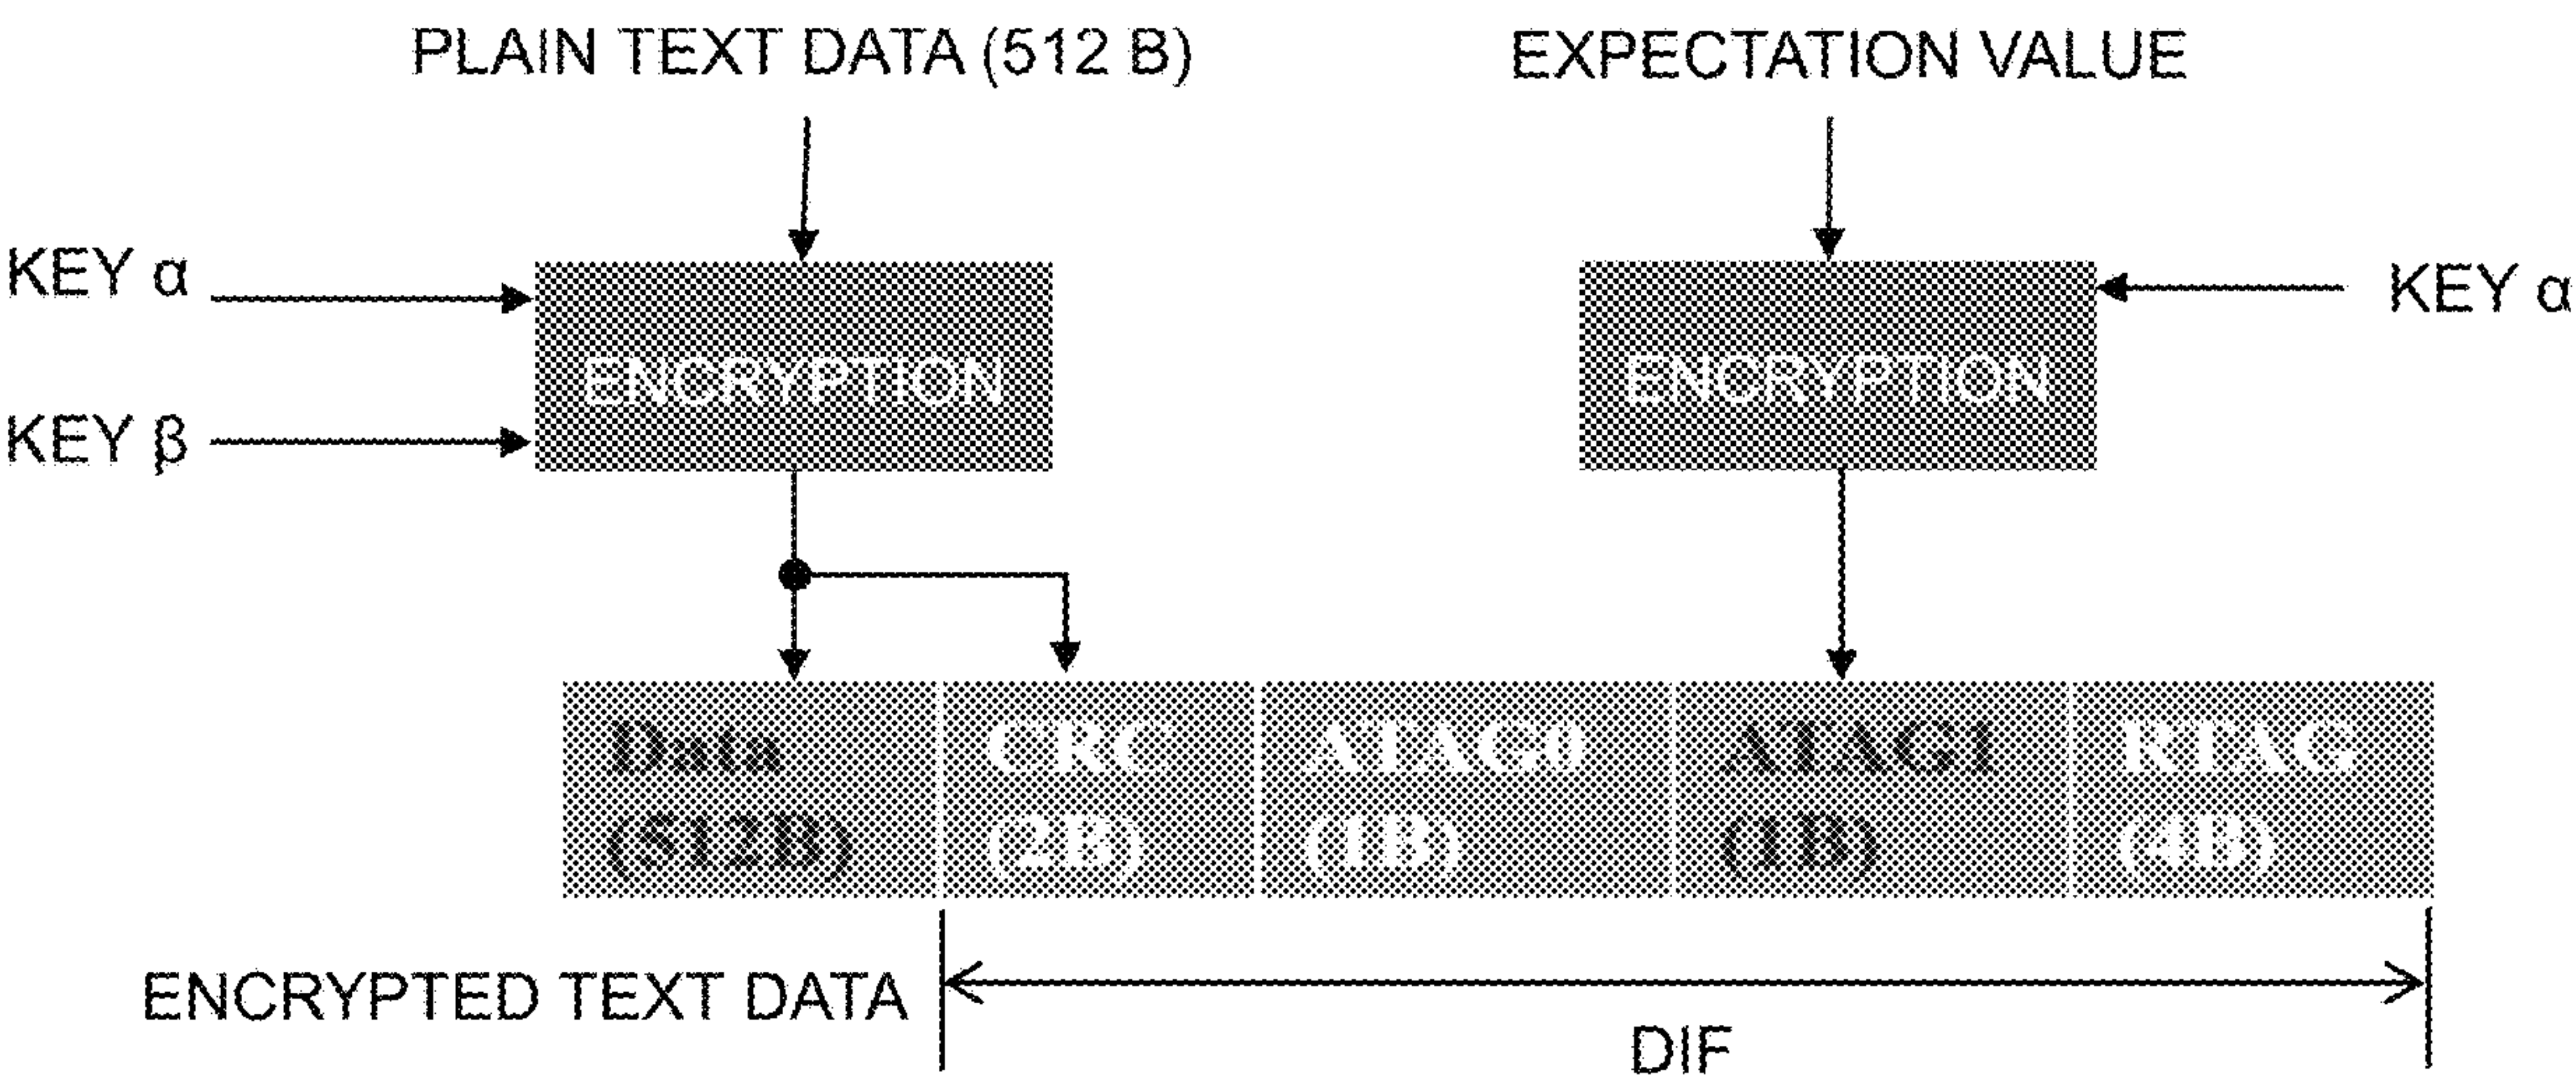 PLAIN TEXT DATA (512 B)
EXPECTATION VALUE
KEY α
KEY α
ENCRYPTION
ENCRYPTION
KEY β
Data
(512B)
CRC
(2B)
ATAG0
(1B)
ATAG1
(1B)
RTAG
(4B)
ENCRYPTED TEXT DATA
DIF